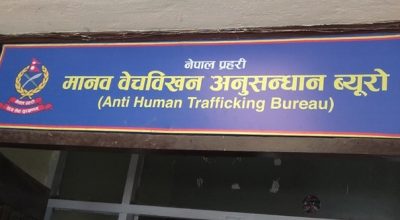 नेपाल प्रहरी
मानव वेचविखन अनुसन्धान ब्यूरो
(Anti Human Trafficking Bureau)